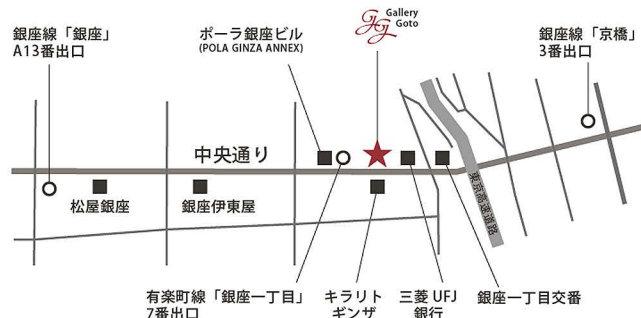 Gallery
Goto
銀座線「銀座」
A13番出口
ポーラ銀座ビル
(POLA GINZA ANNEX)
銀座線「京橋」
3番出口
中央通り
松屋銀座
銀座伊東屋
東京高速道路
有楽町線「銀座一丁目」
7番出口
キラリト
ギンザ
三菱 UFJ
銀行
銀座一丁目交番